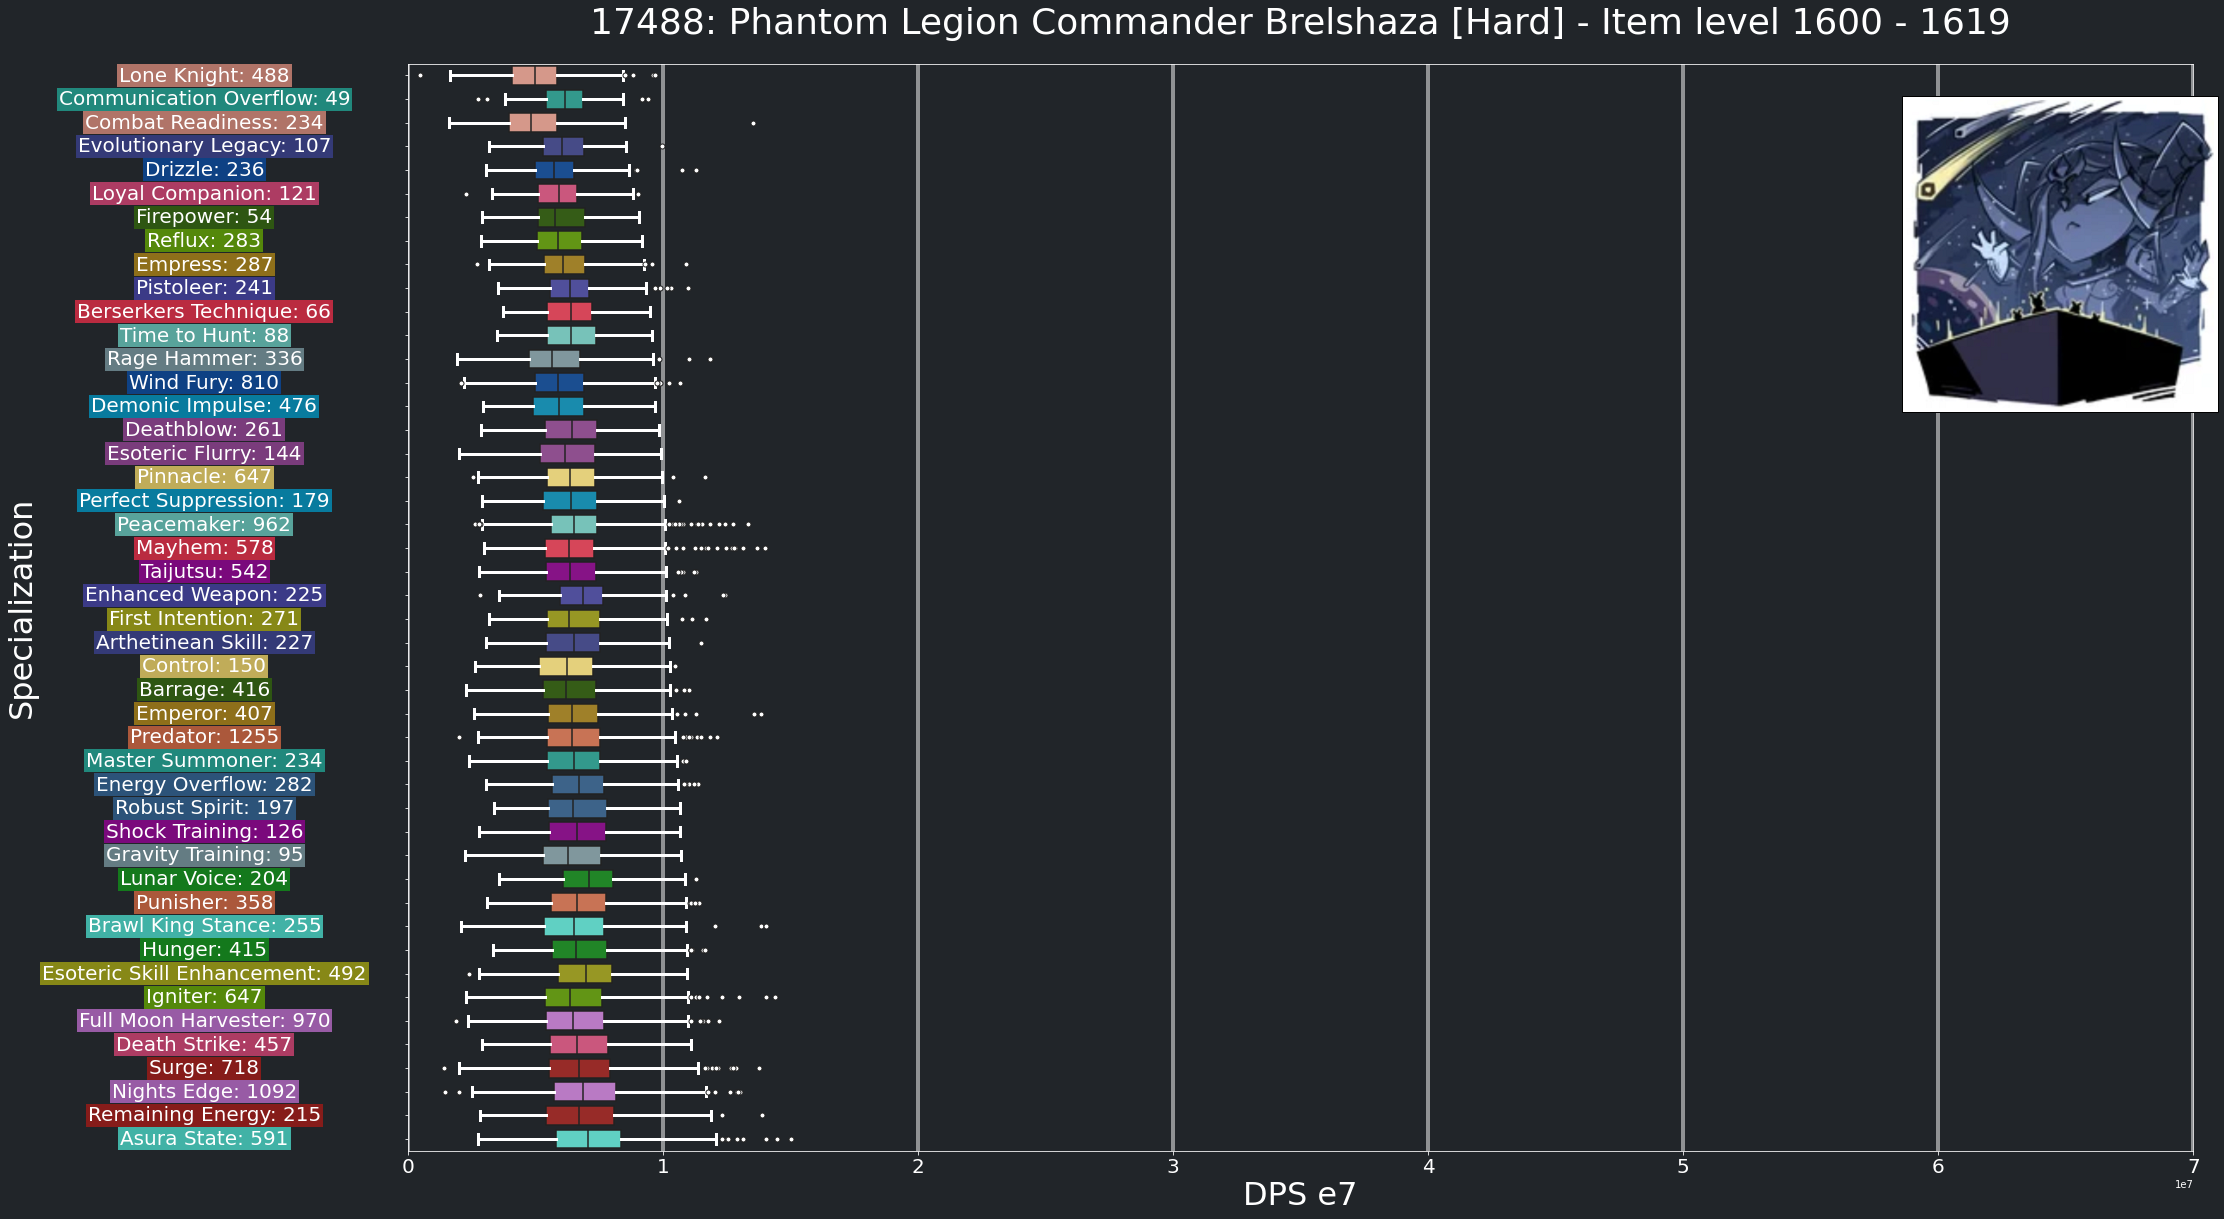 17488: Phantom Legion Commander Brelshaza [Hard] - Item level 1600 - 1619
Specialization
Lone Knight: 488
Communication Overflow: 49
Combat Readiness: 234
Evolutionary Legacy: 107
Drizzle: 236
Loyal Companion: 121
Firepower: 54
Reflux: 283
Empress: 287
Pistoleer: 241
Berserkers Technique: 66
Time to Hunt: 88
Rage Hammer: 336
Wind Fury: 810
Demonic Impulse: 476
Deathblow: 261
Esoteric Flurry: 144
Pinnacle: 647
Perfect Suppression: 179
Peacemaker: 962
Mayhem: 578
Taijutsu: 542
Enhanced Weapon: 225
First Intention: 271
Arthetinean Skill: 227
Control: 150
Barrage: 416
Emperor: 407
Predator: 1255
Master Summoner: 234
Energy Overflow: 282
Robust Spirit: 197
Shock Training: 126
Gravity Training: 95
Lunar Voice: 204
Punisher: 358
Brawl King Stance: 255
Hunger: 415
Esoteric Skill Enhancement: 492
Igniter: 647
Full Moon Harvester: 970
Death Strike: 457
Surge: 718
Nights Edge: 1092
Remaining Energy: 215
Asura State: 591
0 1 2 3 4 5 6 7
1e7
DPS e7